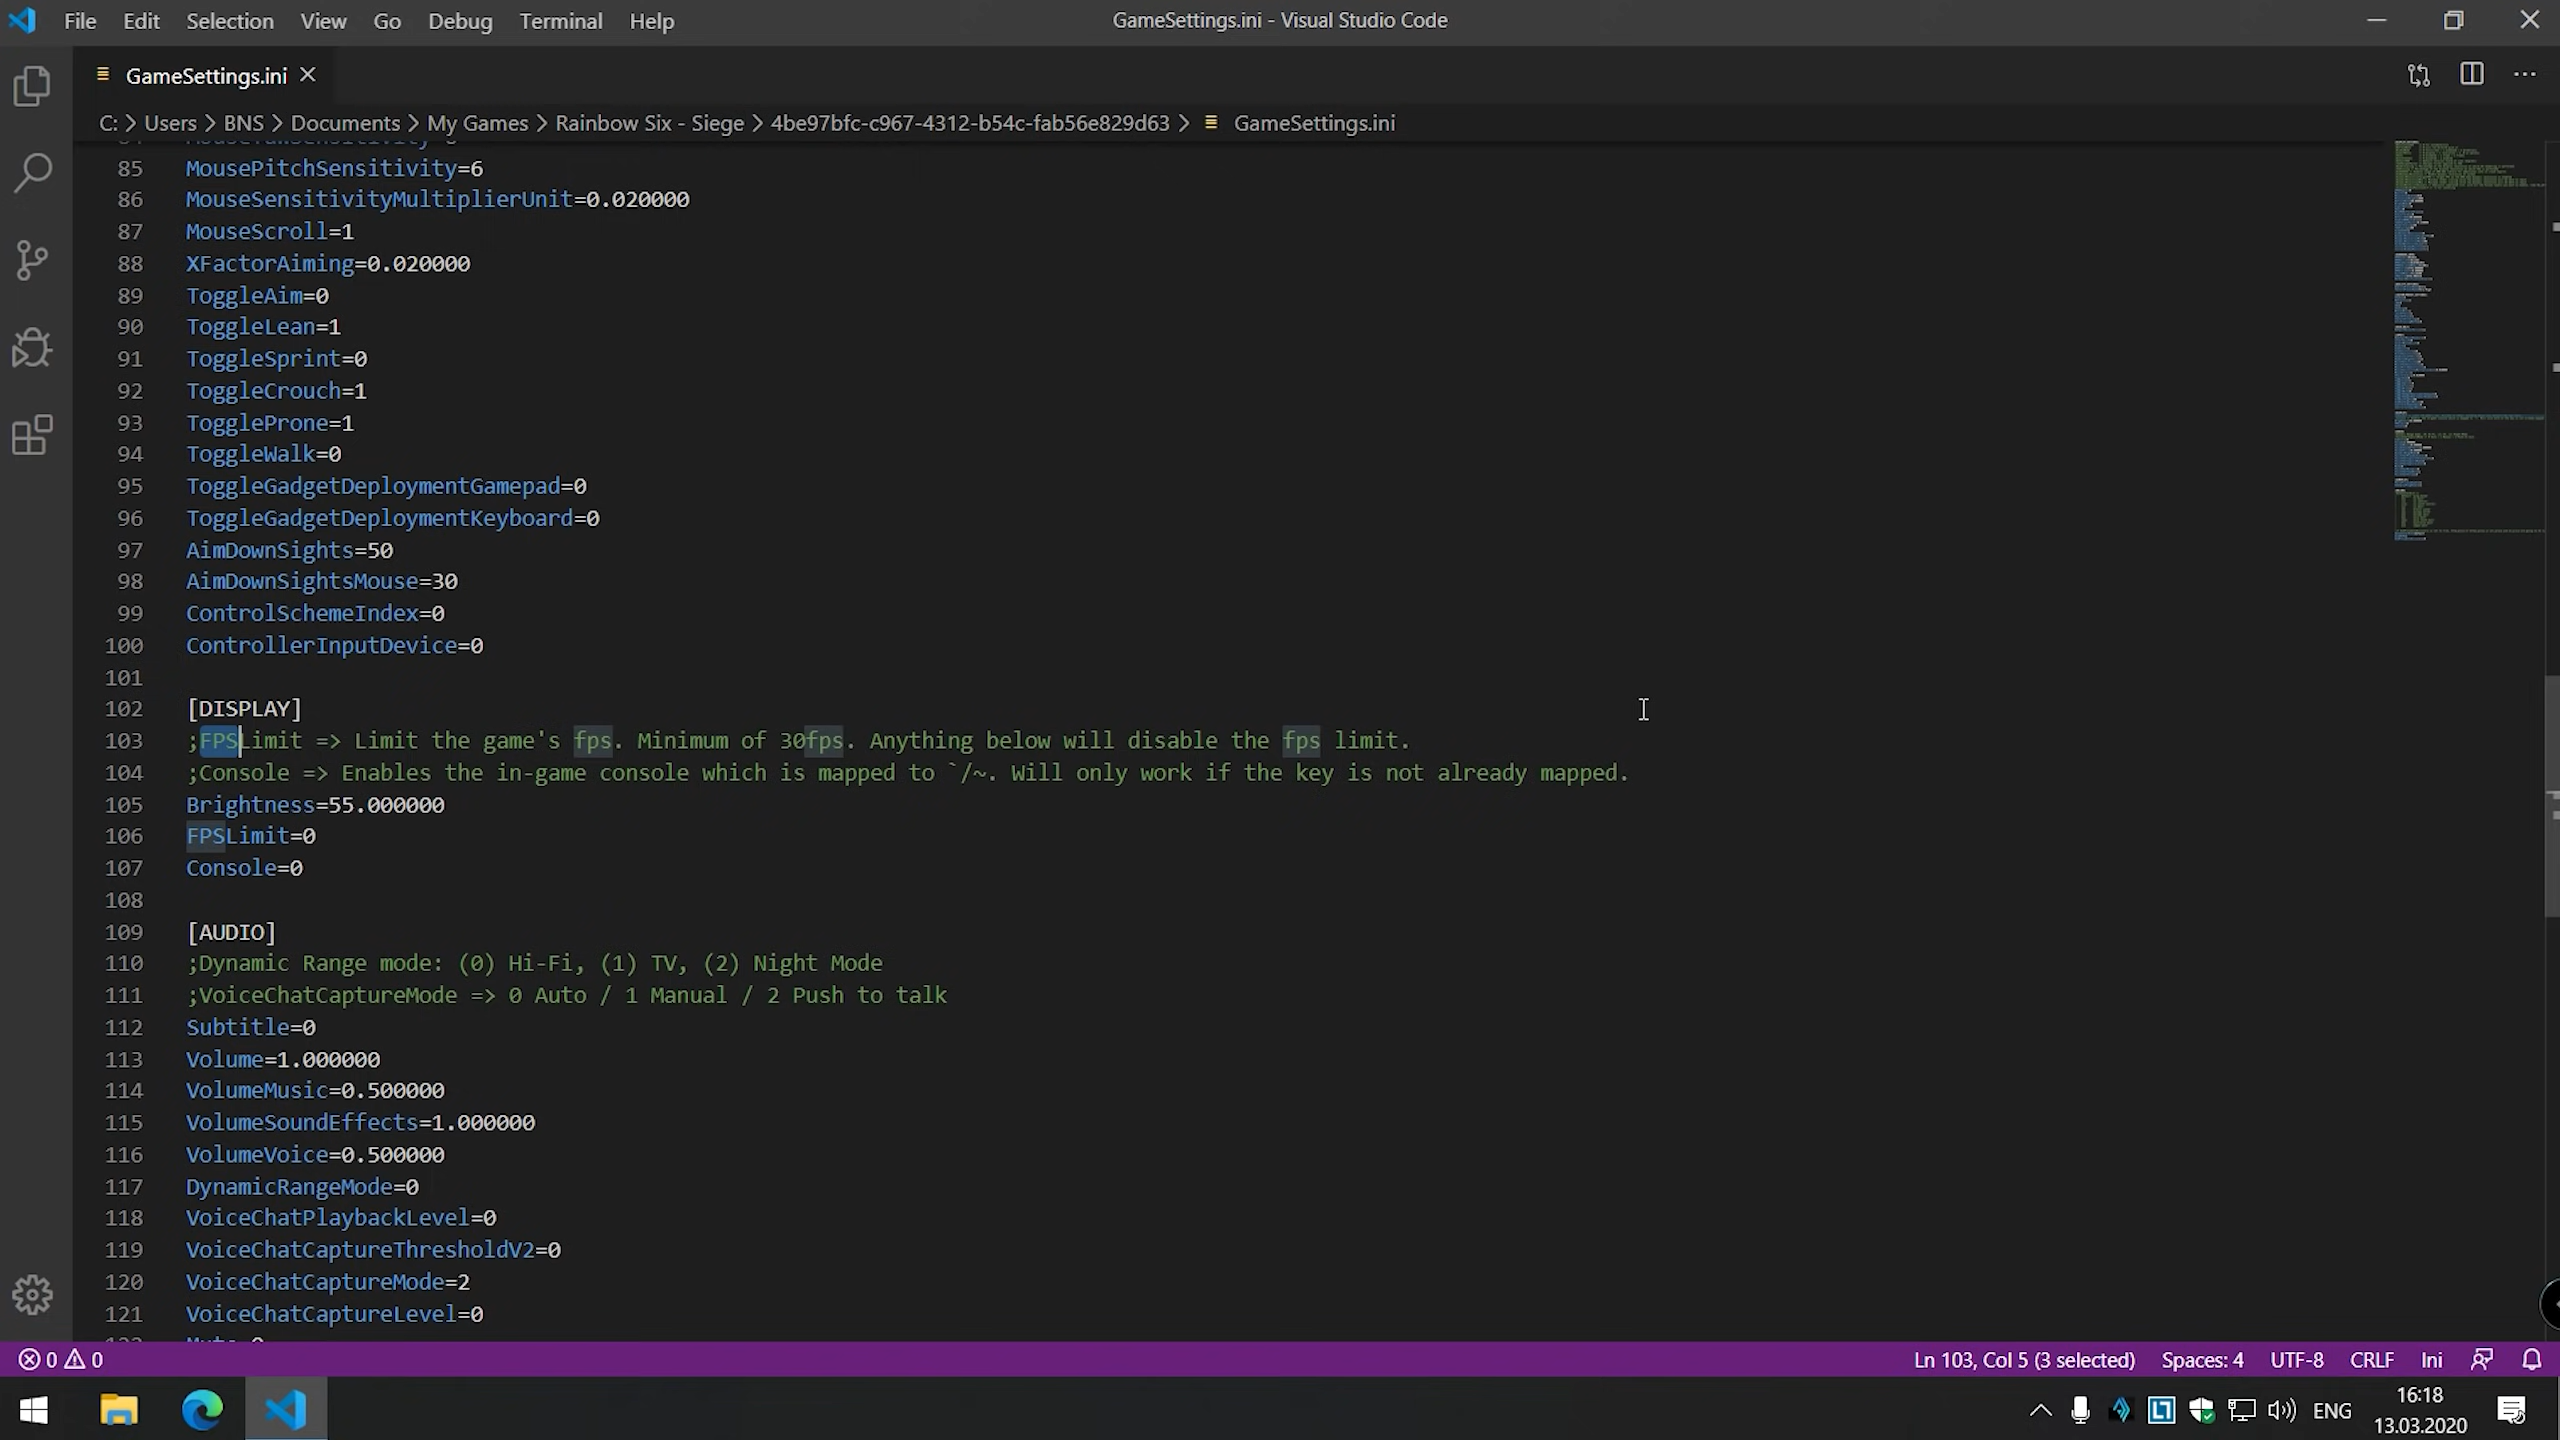 File Edit Selection View Go Debug Terminal Help GameSettings.ini - Visual Studio Code
GameSettings.ini
C: > Users > BNS > Documents > My Games > Rainbow Six - Siege > 4be97bfc-c967-4312-b54c-fab56e829d63 > GameSettings.ini
85 MousePitchSensitivity=6
86 MouseSensitivityMultiplierUnit=0.020000
87 MouseScroll=1
88 XFactorAiming=0.020000
89 ToggleAim=0
90 ToggleLean=1
91 ToggleSprint=0
92 ToggleCrouch=1
93 ToggleProne=1
94 ToggleWalk=0
95 ToggleGadgetDeploymentGamepad=0
96 ToggleGadgetDeploymentKeyboard=0
97 AimDownSights=50
98 AimDownSightsMouse=30
99 ControlSchemeIndex=0
100 ControllerInputDevice=0
101
102 [DISPLAY]
103 ;FPSLimit => Limit the game's fps. Minimum of 30fps. Anything below will disable the fps limit.
104 ;Console => Enables the in-game console which is mapped to `/~. Will only work if the key is not already mapped.
105 Brightness=55.000000
106 FPSLimit=0
107 Console=0
108
109 [AUDIO]
110 ;Dynamic Range mode: (0) Hi-Fi, (1) TV, (2) Night Mode
111 ;VoiceChatCaptureMode => 0 Auto / 1 Manual / 2 Push to talk
112 Subtitle=0
113 Volume=1.000000
114 VolumeMusic=0.500000
115 VolumeSoundEffects=1.000000
116 VolumeVoice=0.500000
117 DynamicRangeMode=0
118 VoiceChatPlaybackLevel=0
119 VoiceChatCaptureThresholdV2=0
120 VoiceChatCaptureMode=2
121 VoiceChatCaptureLevel=0
0 0 Ln 103, Col 5 (3 selected) Spaces: 4 UTF-8 CRLF Ini
ENG 16:18
13.03.2020